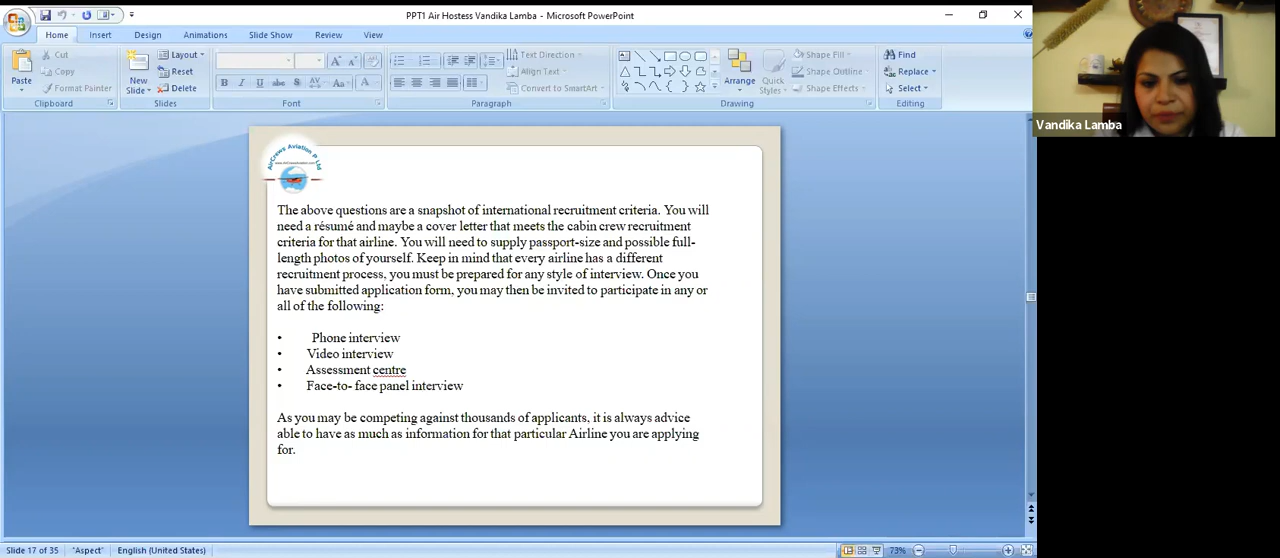 PPT1 Air Hostess Vandika Lamba - Microsoft PowerPoint
Home Insert Design Animations Slide Show Review View
Cut
Copy
Format Painter
Paste
Clipboard
New
Slide
Layout
Reset
Delete
Slides
B I U abc S AV Aa A
Font
Text Direction
Align Text
Convert to SmartArt
Paragraph
Arrange
Quick
Styles
Shape Fill
Shape Outline
Shape Effects
Drawing
Find
Replace
Select
Editing
Vandika Lamba
AirCrews Aviation P Ltd
www.AirCrewsAviation.com
The above questions are a snapshot of international recruitment criteria. You will
need a résumé and maybe a cover letter that meets the cabin crew recruitment
criteria for that airline. You will need to supply passport-size and possible full-
length photos of yourself. Keep in mind that every airline has a different
recruitment process, you must be prepared for any style of interview. Once you
have submitted application form, you may then be invited to participate in any or
all of the following:
• Phone interview
• Video interview
• Assessment centre
• Face-to- face panel interview
As you may be competing against thousands of applicants, it is always advice
able to have as much as information for that particular Airline you are applying
for.
Slide 17 of 35 "Aspect" English (United States) 73%